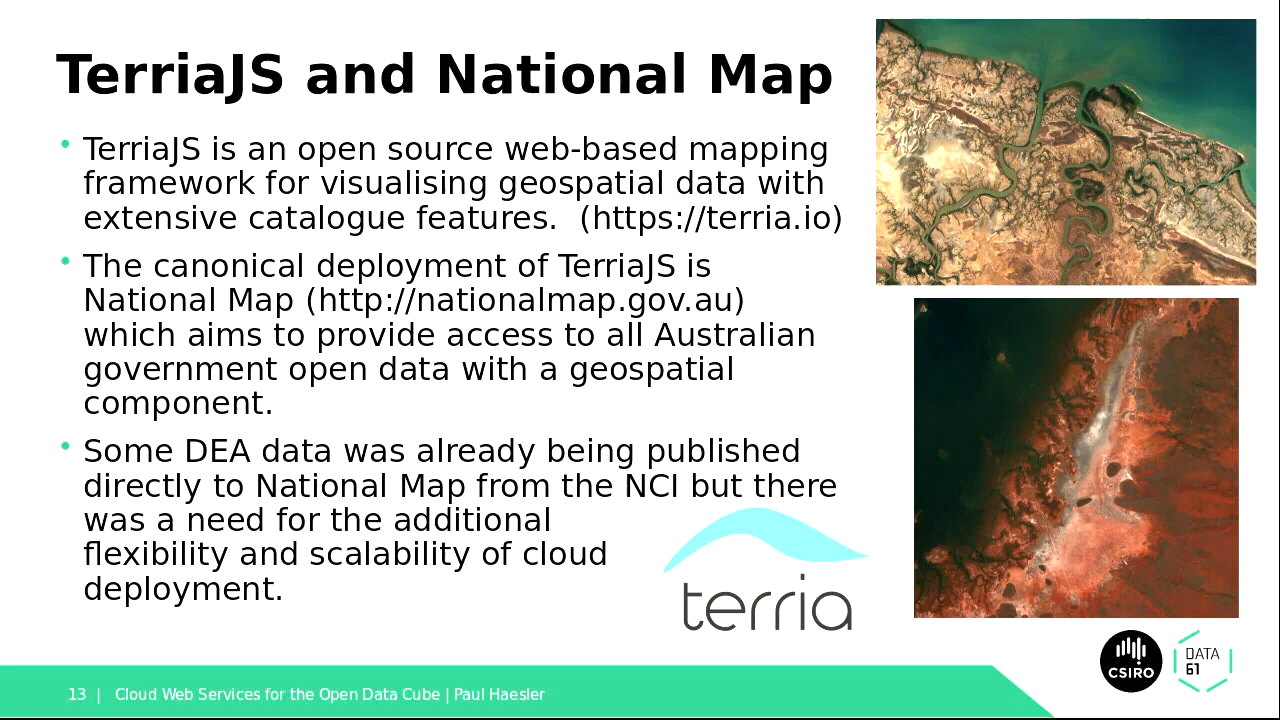 TerriaJS and National Map
• TerriaJS is an open source web-based mapping
framework for visualising geospatial data with
extensive catalogue features.  (https://terria.io)
• The canonical deployment of TerriaJS is
National Map (http://nationalmap.gov.au)
which aims to provide access to all Australian
government open data with a geospatial
component.
• Some DEA data was already being published
directly to National Map from the NCI but there
was a need for the additional
flexibility and scalability of cloud
deployment.
terria
CSIRO
DATA
61
13 | Cloud Web Services for the Open Data Cube | Paul Haesler